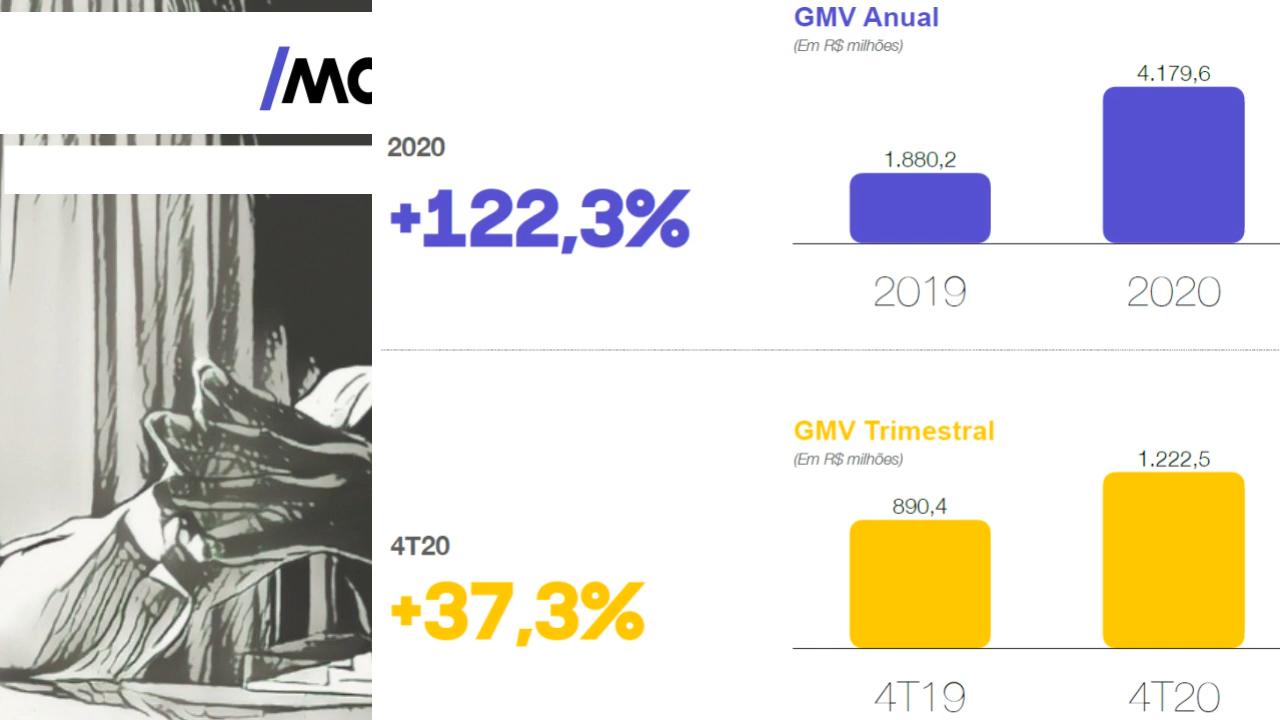 /MO
GMV Anual
(Em R$ milhões)
4.179,6
1.880,2
2020
+122,3%
2019 2020
GMV Trimestral
(Em R$ milhões)
1.222,5
890,4
4T20
+37,3%
4T19 4T20